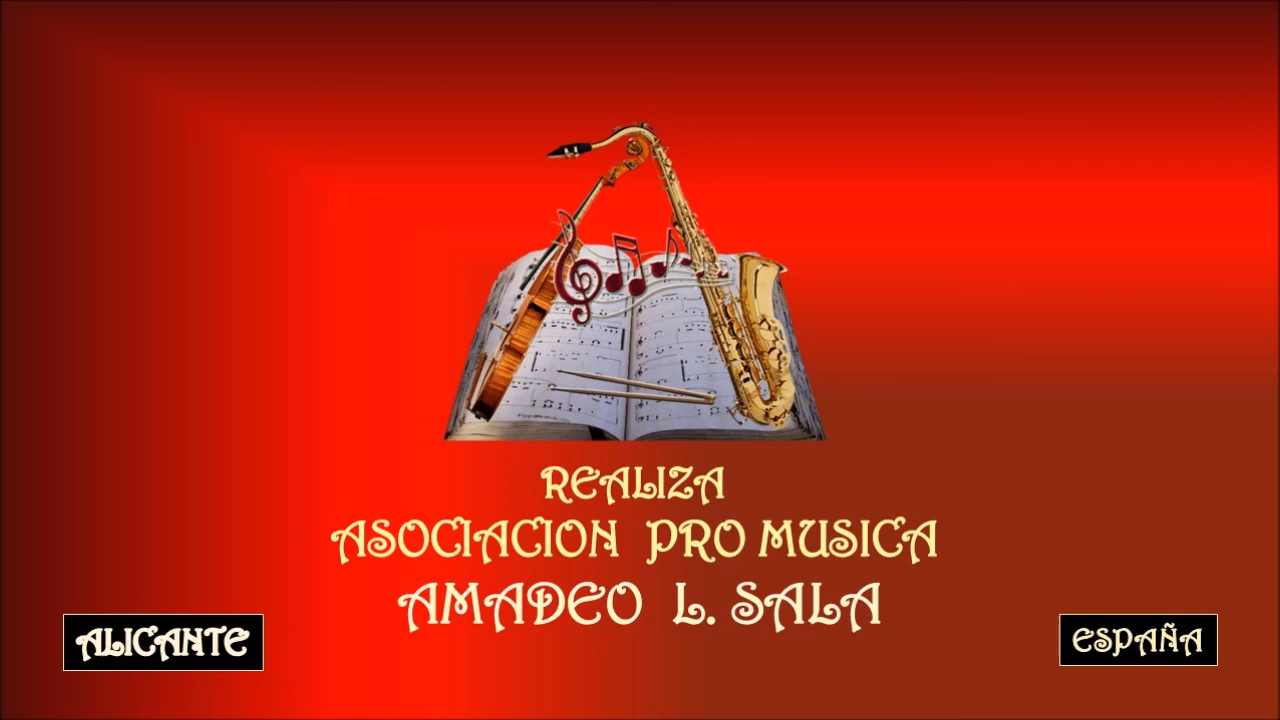 REALIZA
ASOCIACION PRO MUSICA
AMADEO L. SALA
ALICANTE
ESPAÑA